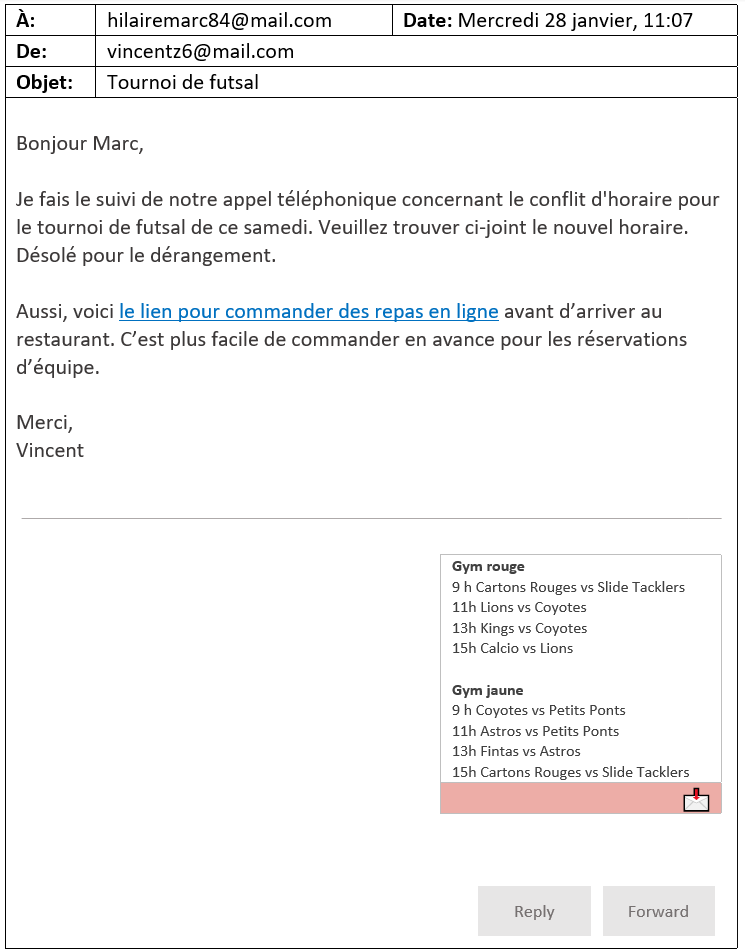 À: hilairemarc84@mail.com Date: Mercredi 28 janvier, 11:07
De: vincentz6@mail.com
Objet: Tournoi de futsal
Bonjour Marc,
Je fais le suivi de notre appel téléphonique concernant le conflit d'horaire pour
le tournoi de futsal de ce samedi. Veuillez trouver ci-joint le nouvel horaire.
Désolé pour le dérangement.
Aussi, voici le lien pour commander des repas en ligne avant d’arriver au
restaurant. C’est plus facile de commander en avance pour les réservations
d’équipe.
Merci,
Vincent
Gym rouge
9 h Cartons Rouges vs Slide Tacklers
11h Lions vs Coyotes
13h Kings vs Coyotes
15h Calcio vs Lions
Gym jaune
9 h Coyotes vs Petits Ponts
11h Astros vs Petits Ponts
13h Fintas vs Astros
15h Cartons Rouges vs Slide Tacklers
Reply Forward